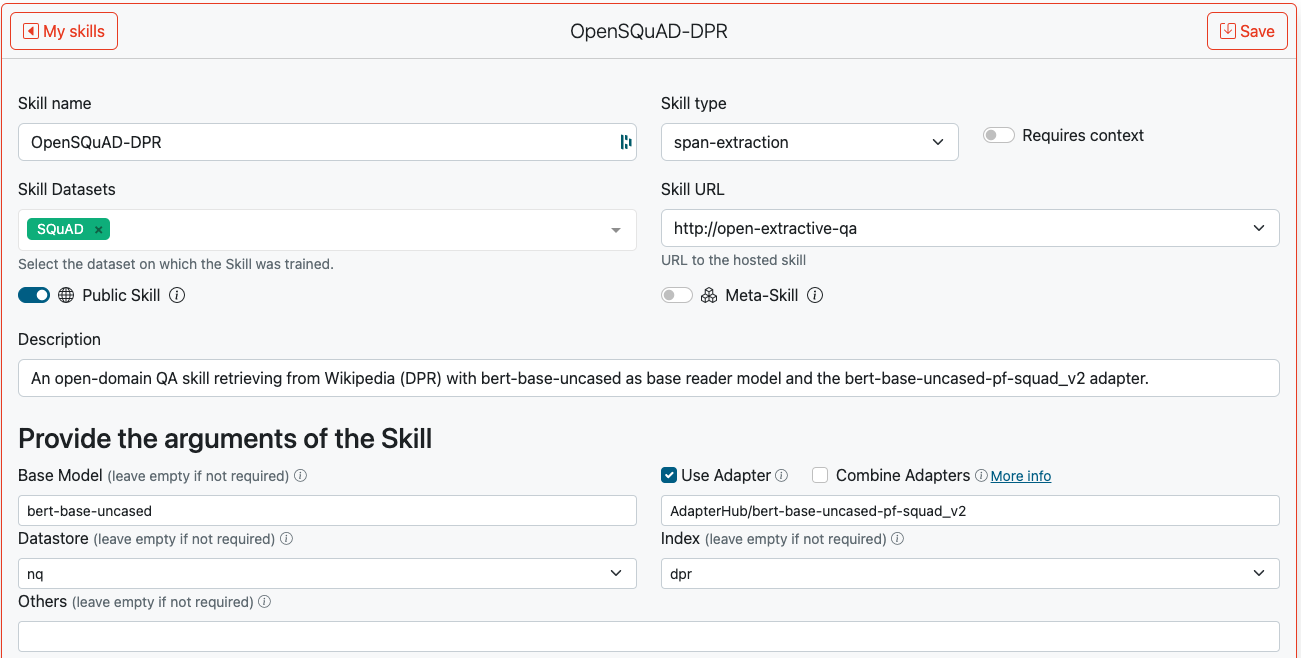 My skills
OpenSQuAD-DPR
Save
Skill name
Skill type
OpenSQuAD-DPR
span-extraction
Requires context
Skill Datasets
Skill URL
SQuAD ×
http://open-extractive-qa
Select the dataset on which the Skill was trained.
URL to the hosted skill
Public Skill
Meta-Skill
Description
An open-domain QA skill retrieving from Wikipedia (DPR) with bert-base-uncased as base reader model and the bert-base-uncased-pf-squad_v2 adapter.
Provide the arguments of the Skill
Base Model (leave empty if not required)
Use Adapter
Combine Adapters More info
bert-base-uncased
AdapterHub/bert-base-uncased-pf-squad_v2
Datastore (leave empty if not required)
Index (leave empty if not required)
nq
dpr
Others (leave empty if not required)